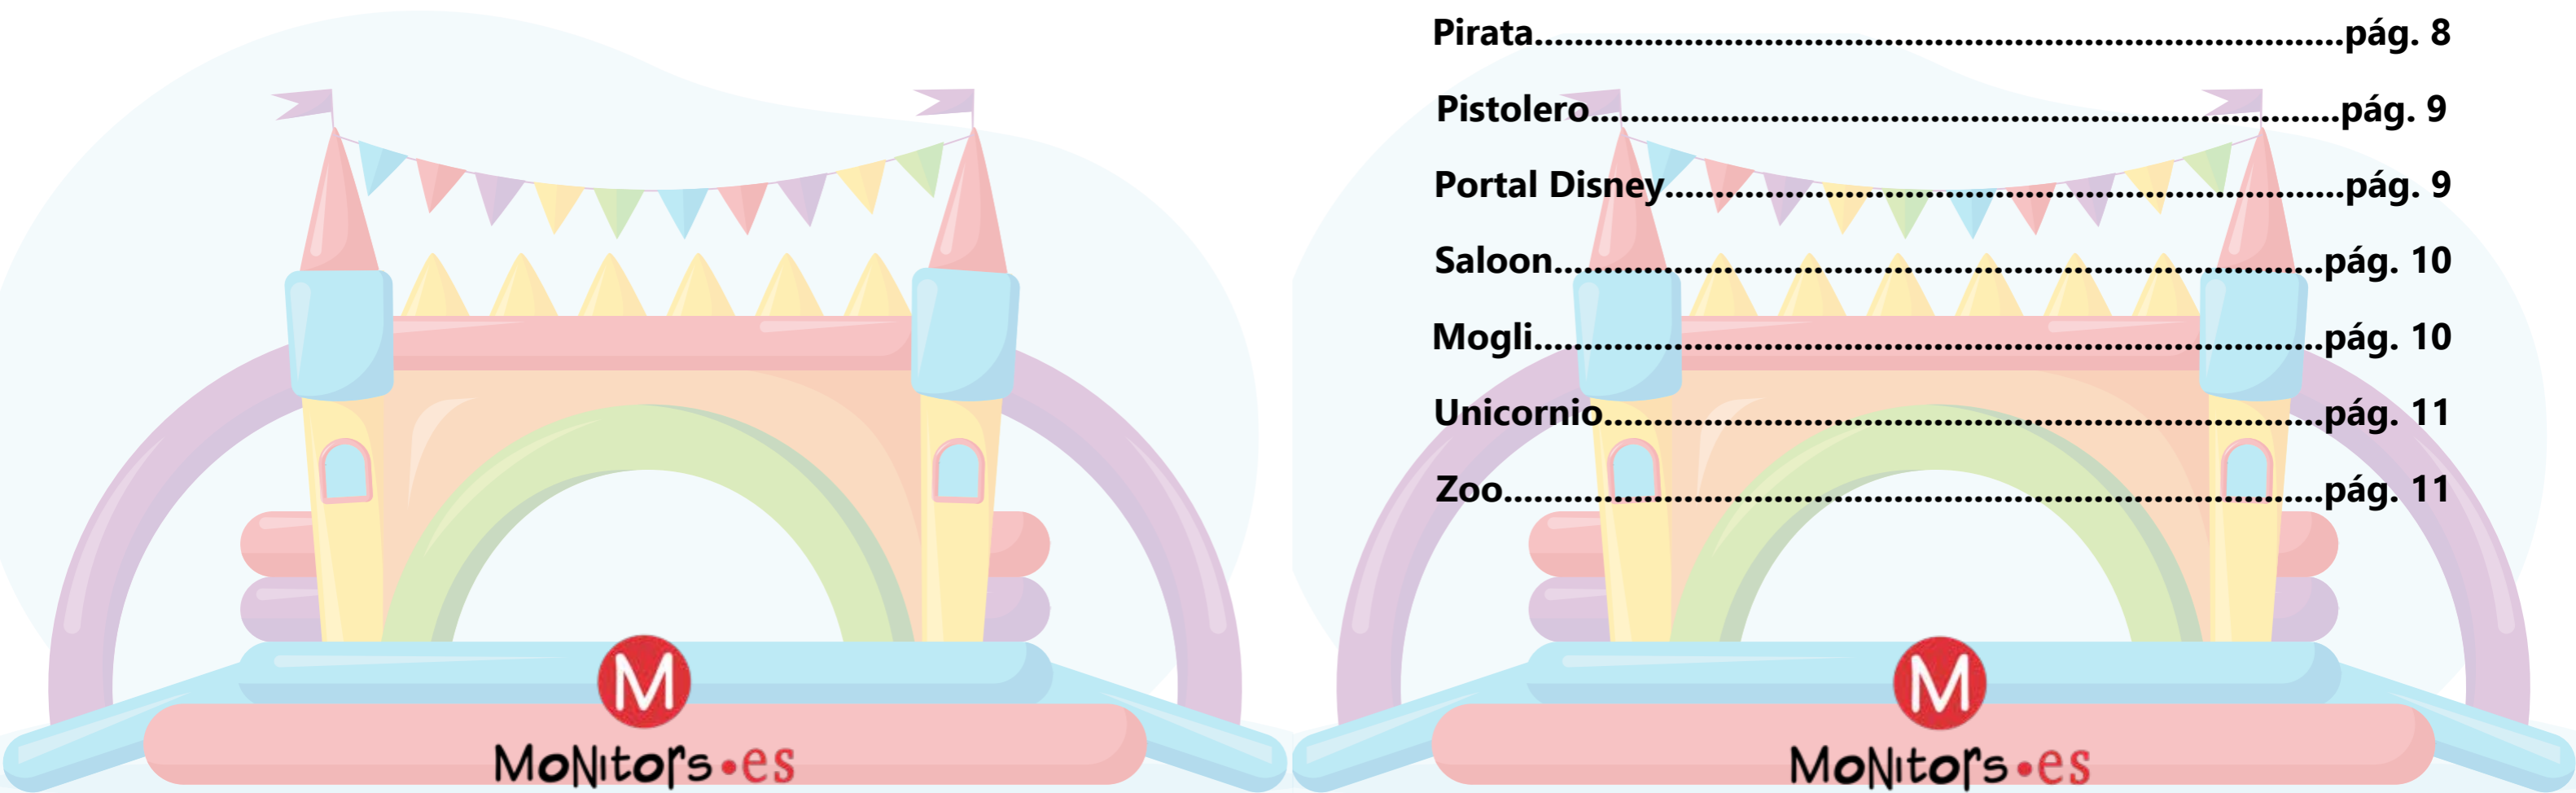 Pirata.................................................................................pág. 8
Pistolero...........................................................................pág. 9
Portal Disney....................................................................pág. 9
Saloon.............................................................................pág. 10
Mogli...............................................................................pág. 10
Unicornio........................................................................pág. 11
Zoo..................................................................................pág. 11
M
MoNitors•es
M
MoNitors•es